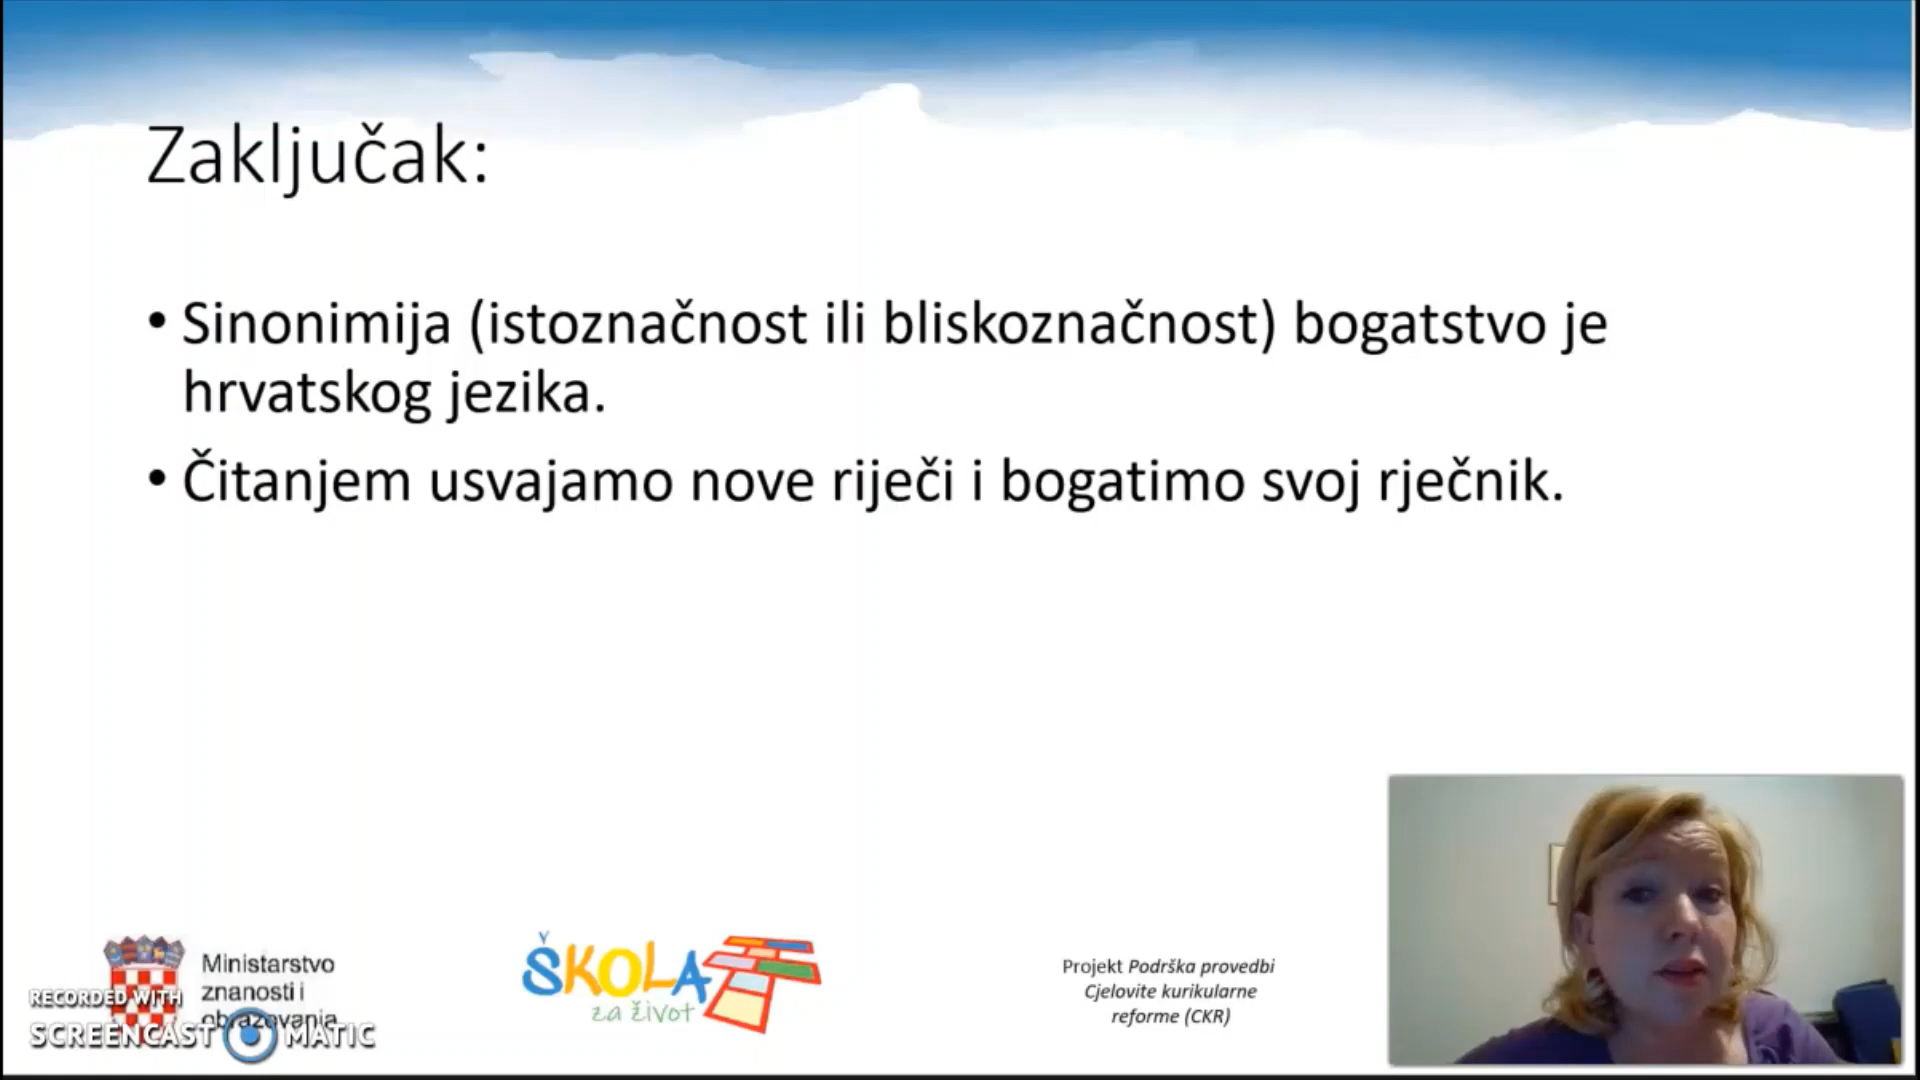 Zaključak:
• Sinonimija (istoznačnost ili bliskoznačnost) bogatstvo je
hrvatskog jezika.
• Čitanjem usvajamo nove riječi i bogatimo svoj rječnik.
Ministarstvo
znanosti i
obrazovanja
RECORDED WITH
SCREENCAST MATIC
ŠKOLA
za život
Projekt Podrška provedbi
Cjelovite kurikularne
reforme (CKR)